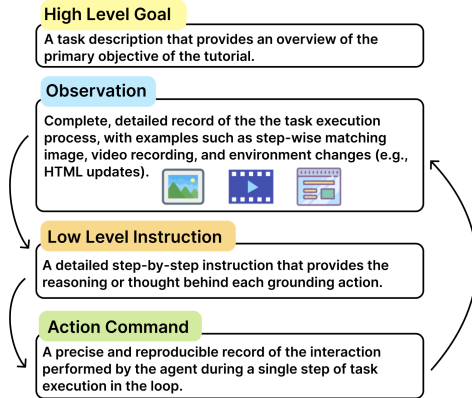 High Level Goal
A task description that provides an overview of the
primary objective of the tutorial.
Observation
Complete, detailed record of the the task execution
process, with examples such as step-wise matching
image, video recording, and environment changes (e.g.,
HTML updates).
Low Level Instruction
A detailed step-by-step instruction that provides the
reasoning or thought behind each grounding action.
Action Command
A precise and reproducible record of the interaction
performed by the agent during a single step of task
execution in the loop.